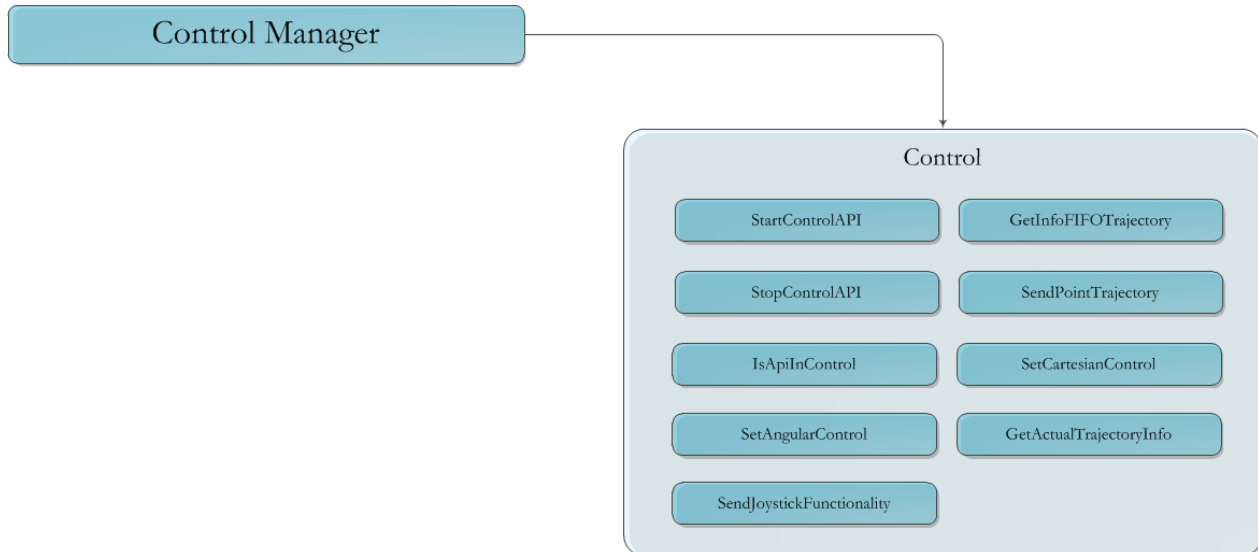 Control Manager
Control
StartControlAPI
GetInfoFIFOTrajectory
StopControlAPI
SendPointTrajectory
IsApiInControl
SetCartesianControl
SetAngularControl
GetActualTrajectoryInfo
SendJoystickFunctionality